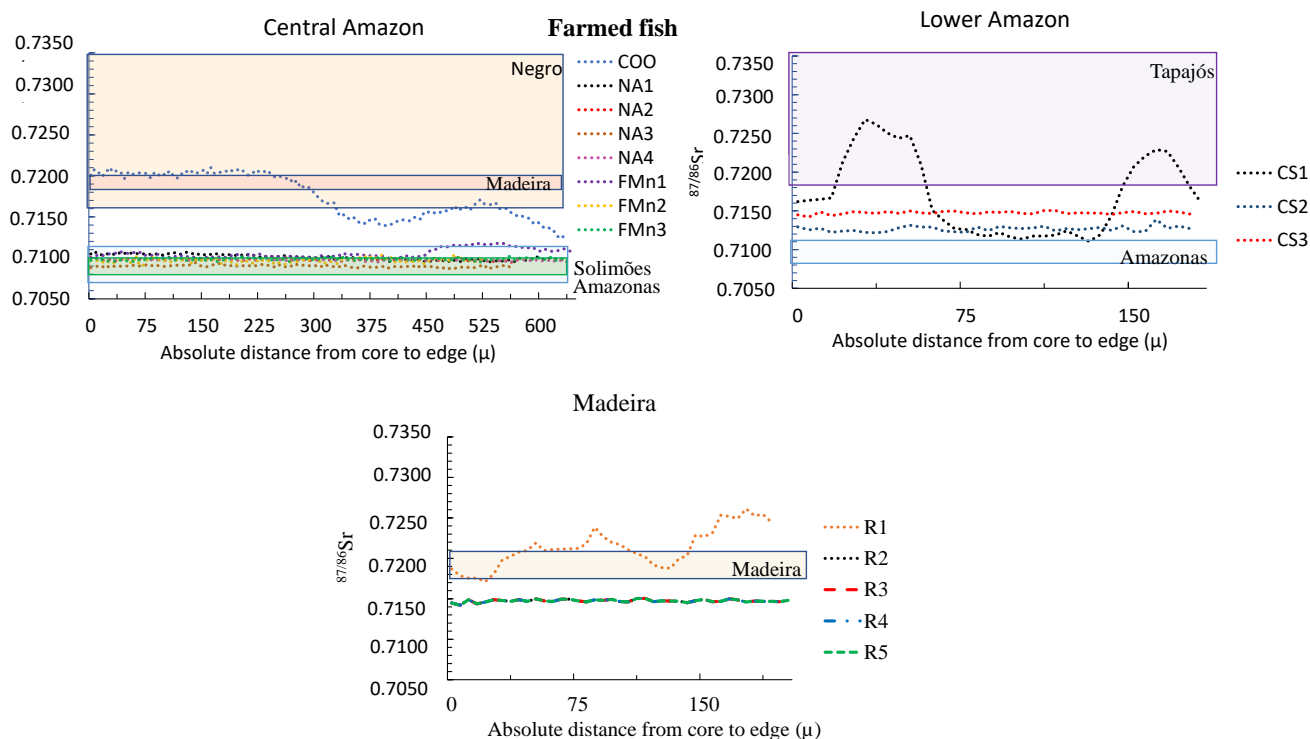 Central Amazon
Farmed fish
0.7350
0.7300
0.7250
0.7200
0.7150
0.7100
0.7050
Negro
Madeira
Solimões
Amazonas
0 75 150 225 300 375 450 525 600
Absolute distance from core to edge (µ)
COO
NA1
NA2
NA3
NA4
FMn1
FMn2
FMn3
Lower Amazon
87/86Sr
0.7350
0.7300
0.7250
0.7200
0.7150
0.7100
0.7050
Tapajós
Amazonas
0 75 150
Absolute distance from core to edge (µ)
CS1
CS2
CS3
Madeira
87/86Sr
0.7350
0.7300
0.7250
0.7200
0.7150
0.7100
0.7050
Madeira
0 75 150
Absolute distance from core to edge (µ)
R1
R2
R3
R4
R5